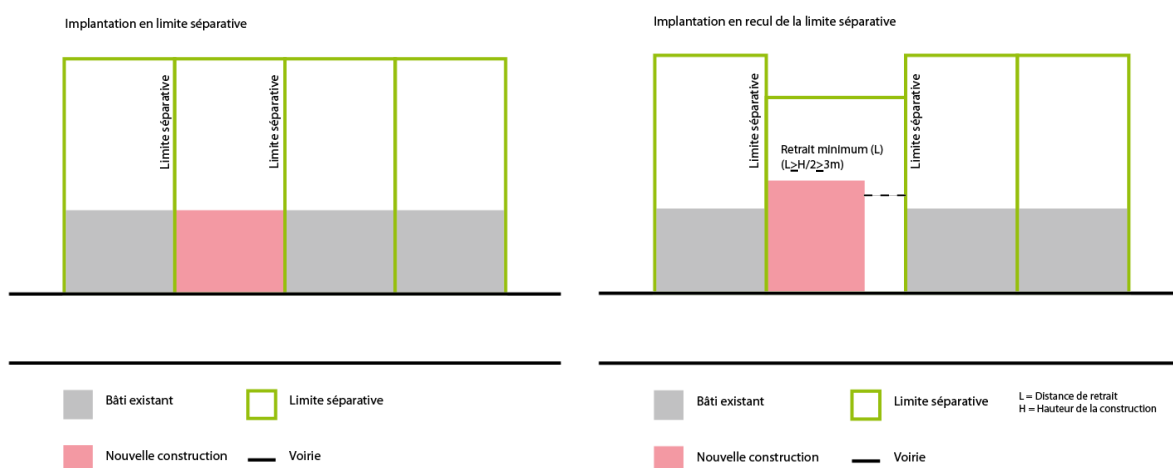 Implantation en limite séparative
Limite séparative
Limite séparative
Bâti existant
Limite séparative
Nouvelle construction
Voirie
Implantation en recul de la limite séparative
Limite séparative
Retrait minimum (L)
(L≥H/2≥3m)
Limite séparative
Bâti existant
Limite séparative
L = Distance de retrait
H = Hauteur de la construction
Nouvelle construction
Voirie